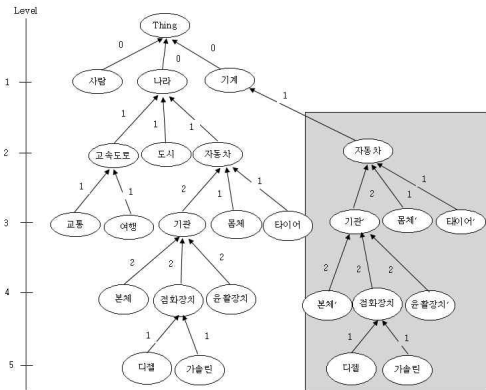 Level
Thing
0 0 0
1 사람 나라 기계
1 1 1 1
2 고속도로 도시 자동차 자동차
1 1 2 1 1 2 1 1
3 교통 여행 기관 몸체 타이어 기관' 몸체' 타이어'
2 2 2 2 2 2
4 본체 점화장치 윤활장치 본체' 점화장치 윤활장치'
1 1 1 1
5 디젤 가솔린 디젤 가솔린